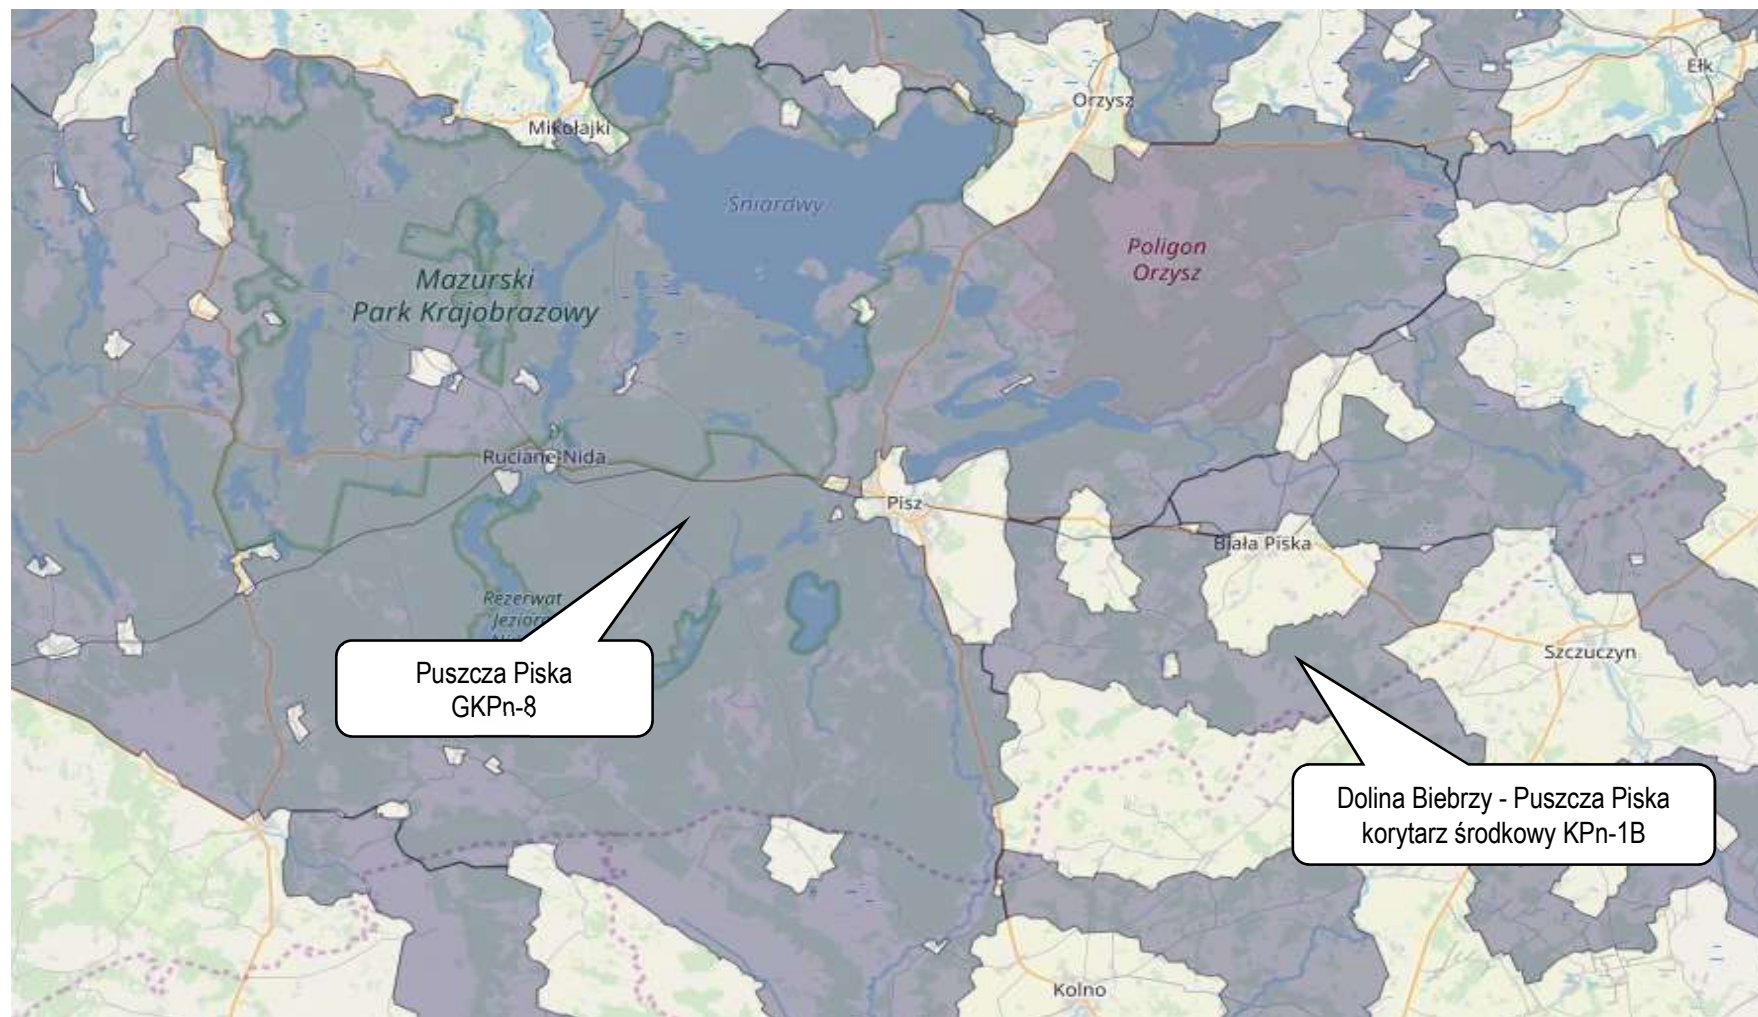 Ełk
Orzysz
Mikołajki
Śniardwy
Poligon
Orzysz
Mazurski
Park Krajobrazowy
Ruciane-Nida
Pisz
Biała Piska
Rezerwat
Jezioro
Szczuczyn
Puszcza Piska
GKPn-8
Dolina Biebrzy - Puszcza Piska
korytarz środkowy KPn-1B
Kolno